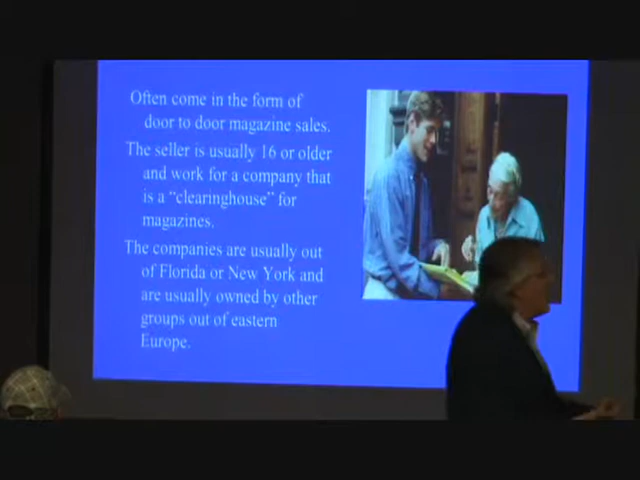 Often come in the form of
door to door magazine sales.
The seller is usually 16 or older
and work for a company that
is a “clearinghouse” for
magazines.
The companies are usually out
of Florida or New York and
are usually owned by other
groups out of eastern
Europe.